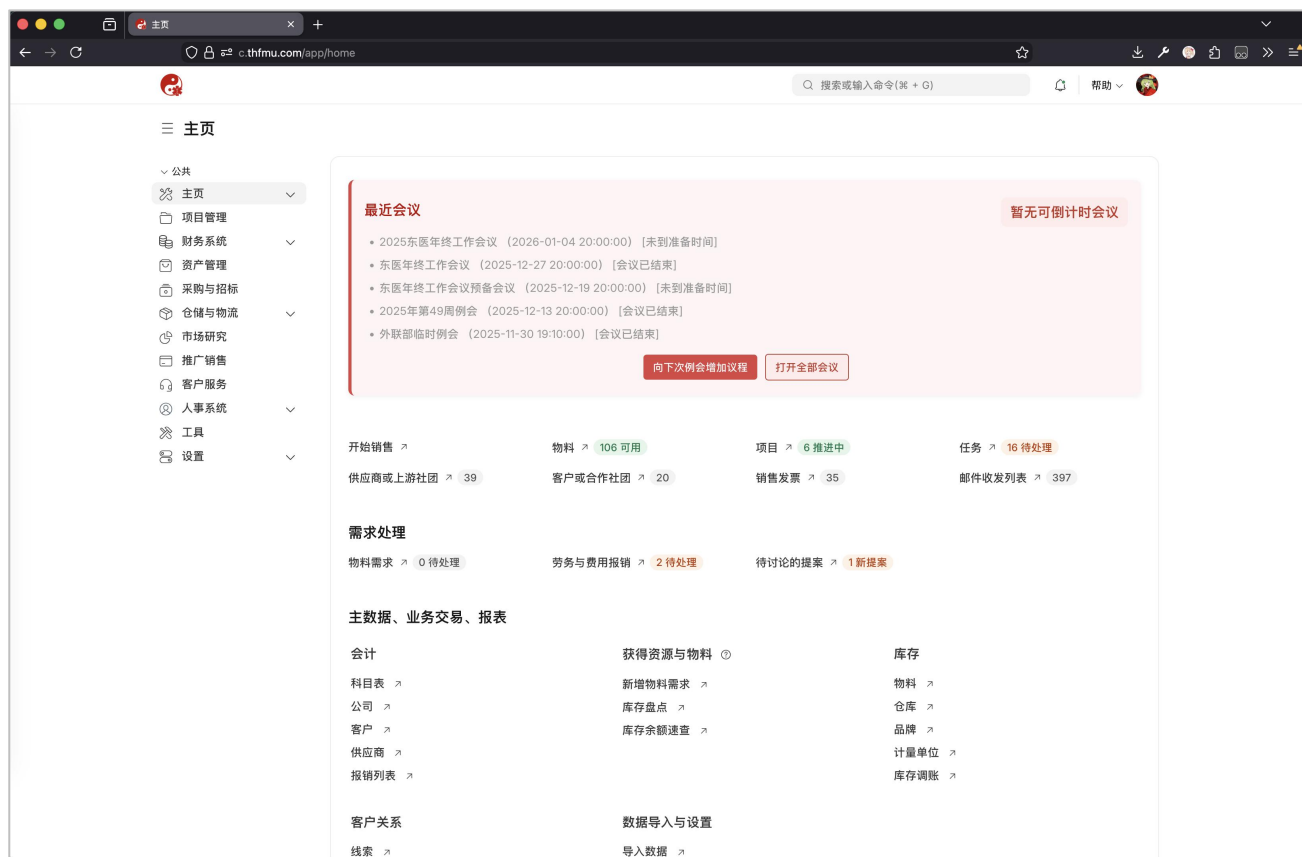 主页
c.thfmu.com/app/home
搜索或输入命令(⌘ + G)
帮助
主页
公共
主页
项目管理
财务系统
资产管理
采购与招标
仓储与物流
市场研究
推广销售
客户服务
人事系统
工具
设置
最近会议
暂无可倒计时会议
2025东医年终工作会议 (2026-01-04 20:00:00) [未到准备时间]
东医年终工作会议 (2025-12-27 20:00:00) [会议已结束]
东医年终工作会议预备会议 (2025-12-19 20:00:00) [未到准备时间]
2025年第49周例会 (2025-12-13 20:00:00) [会议已结束]
外联部临时例会 (2025-11-30 19:10:00) [会议已结束]
向下次例会增加议程 打开全部会议
开始销售 物料 106 可用 项目 6 推进中 任务 16 待处理
供应商或上游社团 39 客户或合作社团 20 销售发票 35 邮件收发列表 397
需求处理
物料需求 0 待处理 劳务与费用报销 2 待处理 待讨论的提案 1 新提案
主数据、业务交易、报表
会计
科目表
公司
客户
供应商
报销列表
获得资源与物料
新增物料需求
库存盘点
库存余额速查
库存
物料
仓库
品牌
计量单位
库存调账
客户关系
线索
数据导入与设置
导入数据